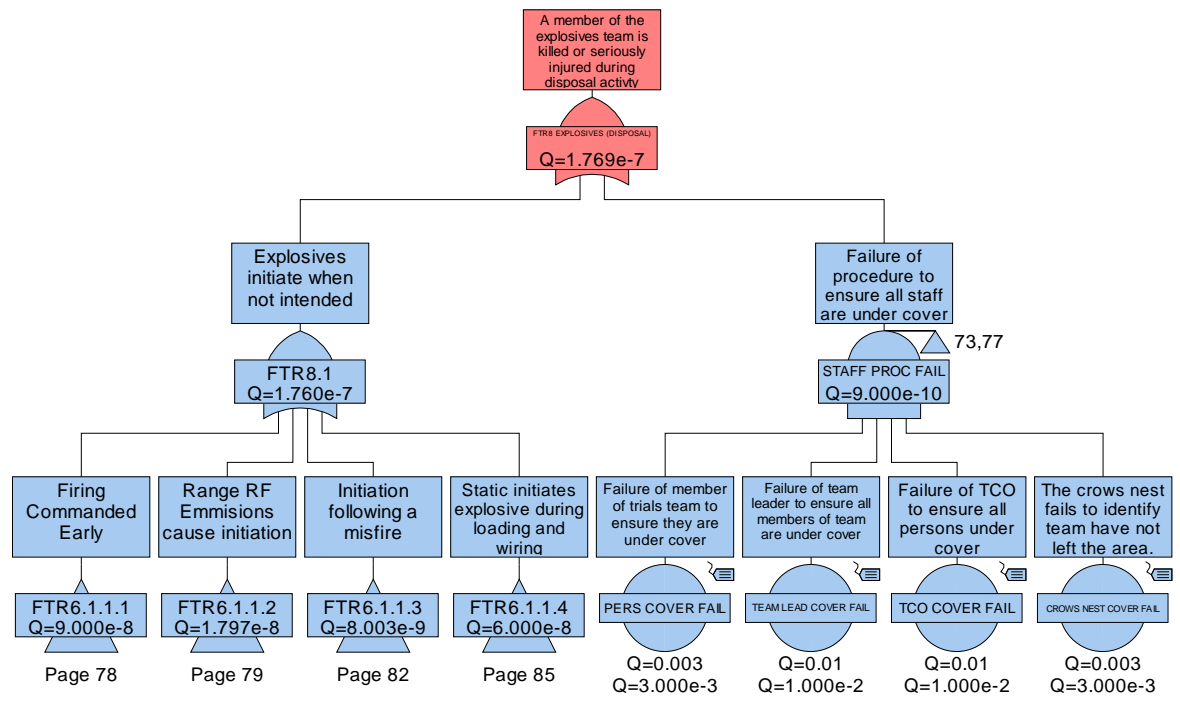 A member of the
explosives team is
killed or seriously
injured during
disposal activty
FTR8 EXPLOSIVES (DISPOSAL)
Q=1.769e-7
Explosives
initiate when
not intended
FTR8.1
Q=1.760e-7
Failure of
procedure to
ensure all staff
are under cover
73,77
STAFF PROC FAIL
Q=9.000e-10
Firing
Commanded
Early
FTR6.1.1.1
Q=9.000e-8
Page 78
Range RF
Emmisions
cause initiation
FTR6.1.1.2
Q=1.797e-8
Page 79
Initiation
following a
misfire
FTR6.1.1.3
Q=8.003e-9
Page 82
Static initiates
explosive during
loading and
wiring
FTR6.1.1.4
Q=6.000e-8
Page 85
Failure of member
of trials team to
ensure they are
under cover
PERS COVER FAIL
Q=0.003
Q=3.000e-3
Failure of team
leader to ensure all
members of team
are under cover
TEAM LEAD COVER FAIL
Q=0.01
Q=1.000e-2
Failure of TCO
to ensure all
persons under
cover
TCO COVER FAIL
Q=0.01
Q=1.000e-2
The crows nest
fails to identify
team have not
left the area.
CROWS NEST COVER FAIL
Q=0.003
Q=3.000e-3